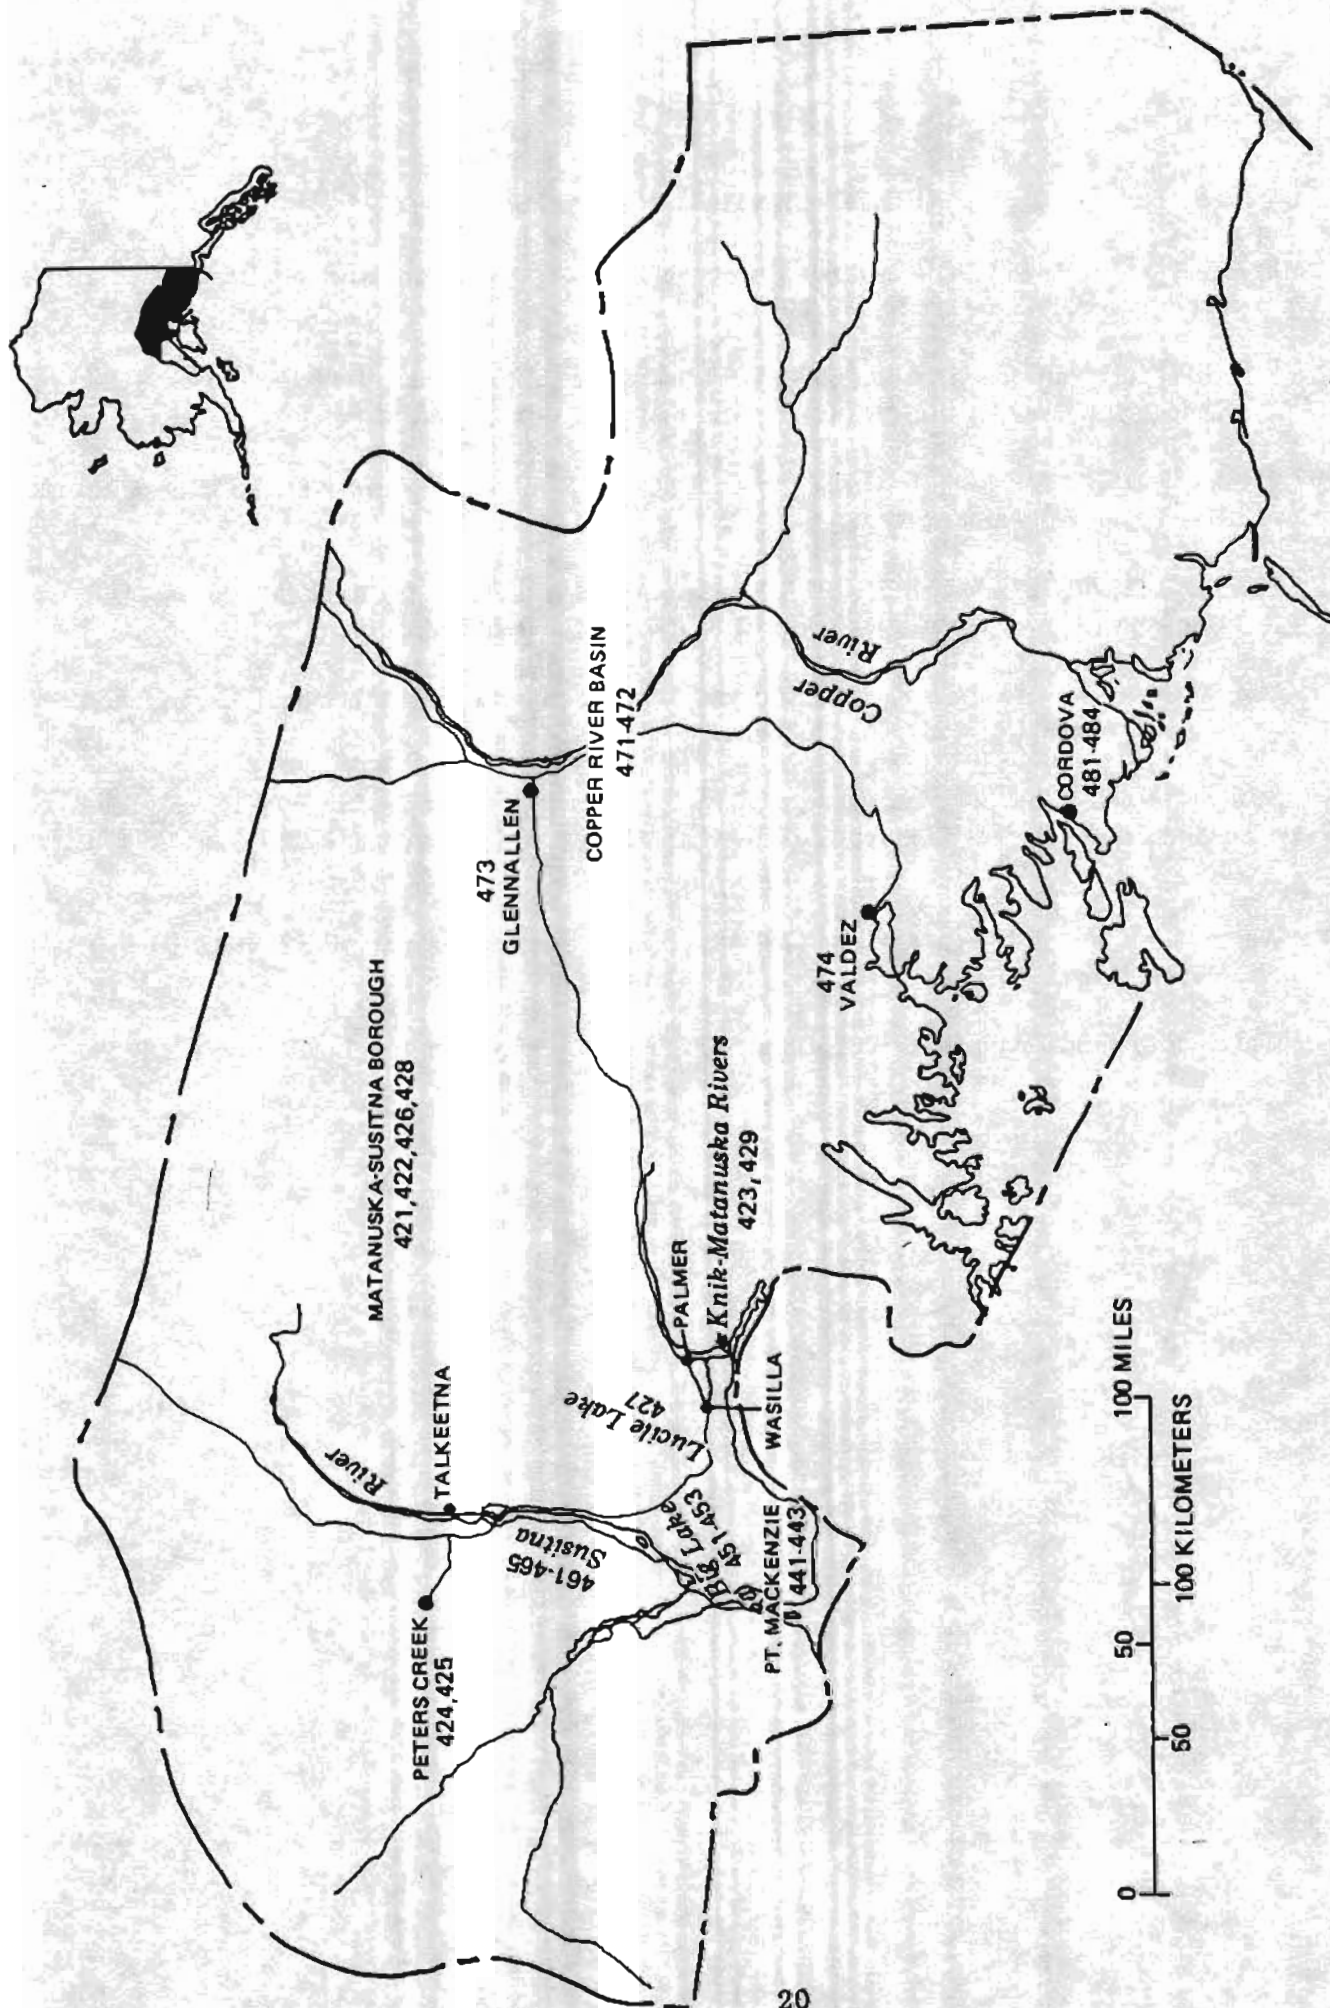 MATANUSKA-SUSITNA BOROUGH
421,422,426,428
PETERS CREEK
424,425
TALKEETNA
River
Susitna
461-465
473
GLENNALLEN
COPPER RIVER BASIN
471-472
Lucile Lake
427
PALMER
Knik-Matanuska Rivers
423, 429
WASILLA
Big Lake
451-453
PT. MACKENZIE
441-443
474
VALDEZ
Copper
River
CORDOVA
481-484
0
50
100 MILES
50
100 KILOMETERS
20